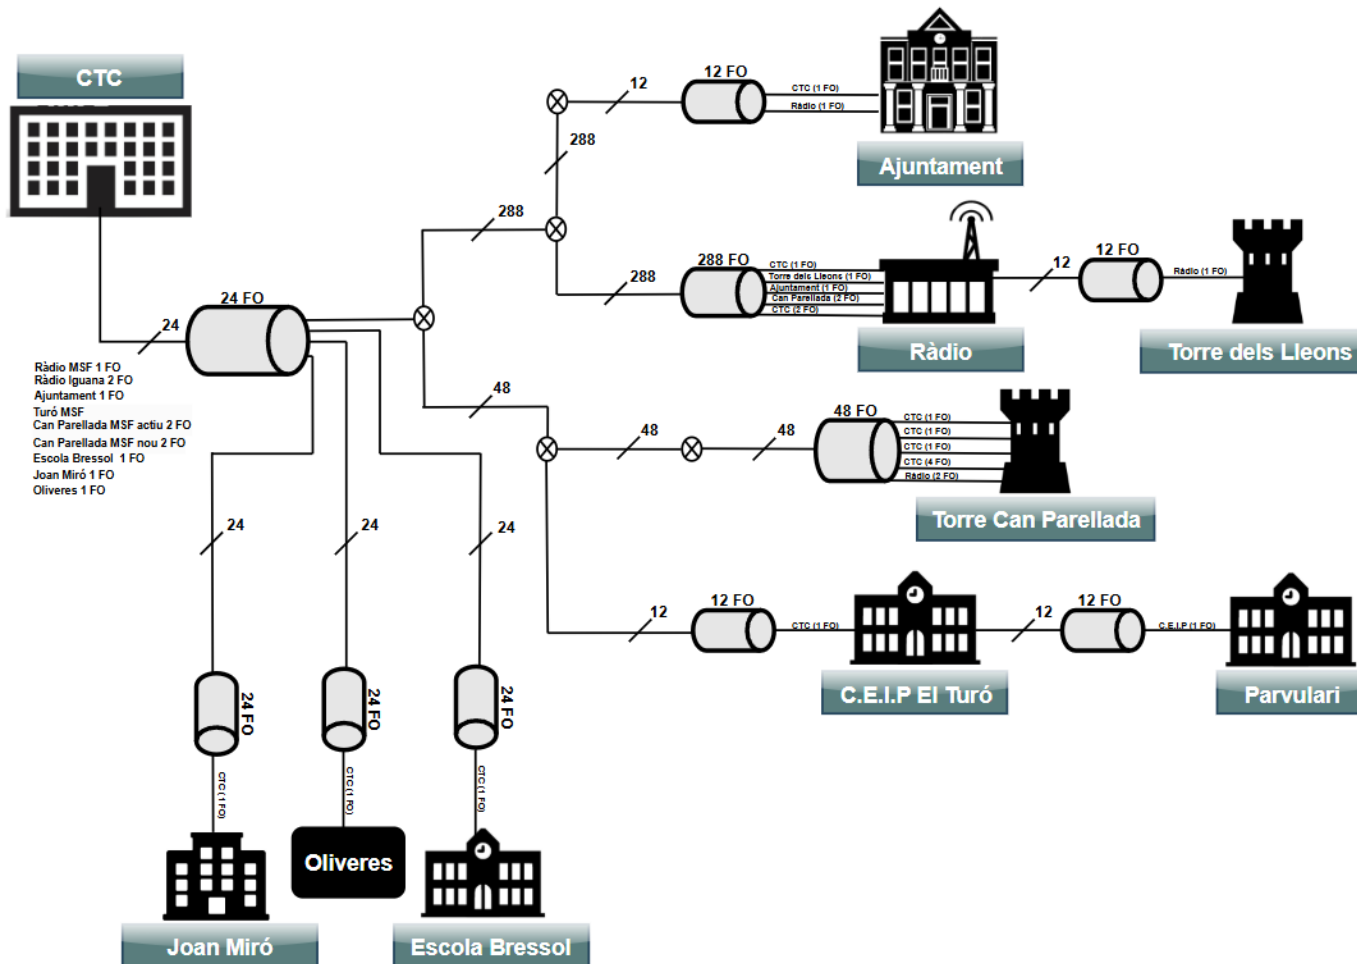 CTC
24 FO
24
Ràdio MSF 1 FO
Ràdio Iguana 2 FO
Ajuntament 1 FO
Turó MSF
Can Parellada MSF actiu 2 FO
Can Parellada MSF nou 2 FO
Escola Bressol 1 FO
Joan Miró 1 FO
Oliveres 1 FO
288
288
12
12 FO
CTC (1 FO)
Ràdio (1 FO)
Ajuntament
288
288 FO
CTC (1 FO)
Torre dels Lleons (1 FO)
Ajuntament (1 FO)
Can Parellada (2 FO)
CTC (2 FO)
Ràdio
12
12 FO
Ràdio (1 FO)
Torre dels Lleons
48
48
48
48 FO
CTC (1 FO)
CTC (1 FO)
CTC (1 FO)
CTC (4 FO)
Ràdio (2 FO)
Torre Can Parellada
12
12 FO
CTC (1 FO)
C.E.I.P El Turó
12
12 FO
C.E.I.P (1 FO)
Parvulari
24
24 FO
CTC (1 FO)
Joan Miró
24
24 FO
CTC (1 FO)
Oliveres
24
24 FO
CTC (1 FO)
Escola Bressol